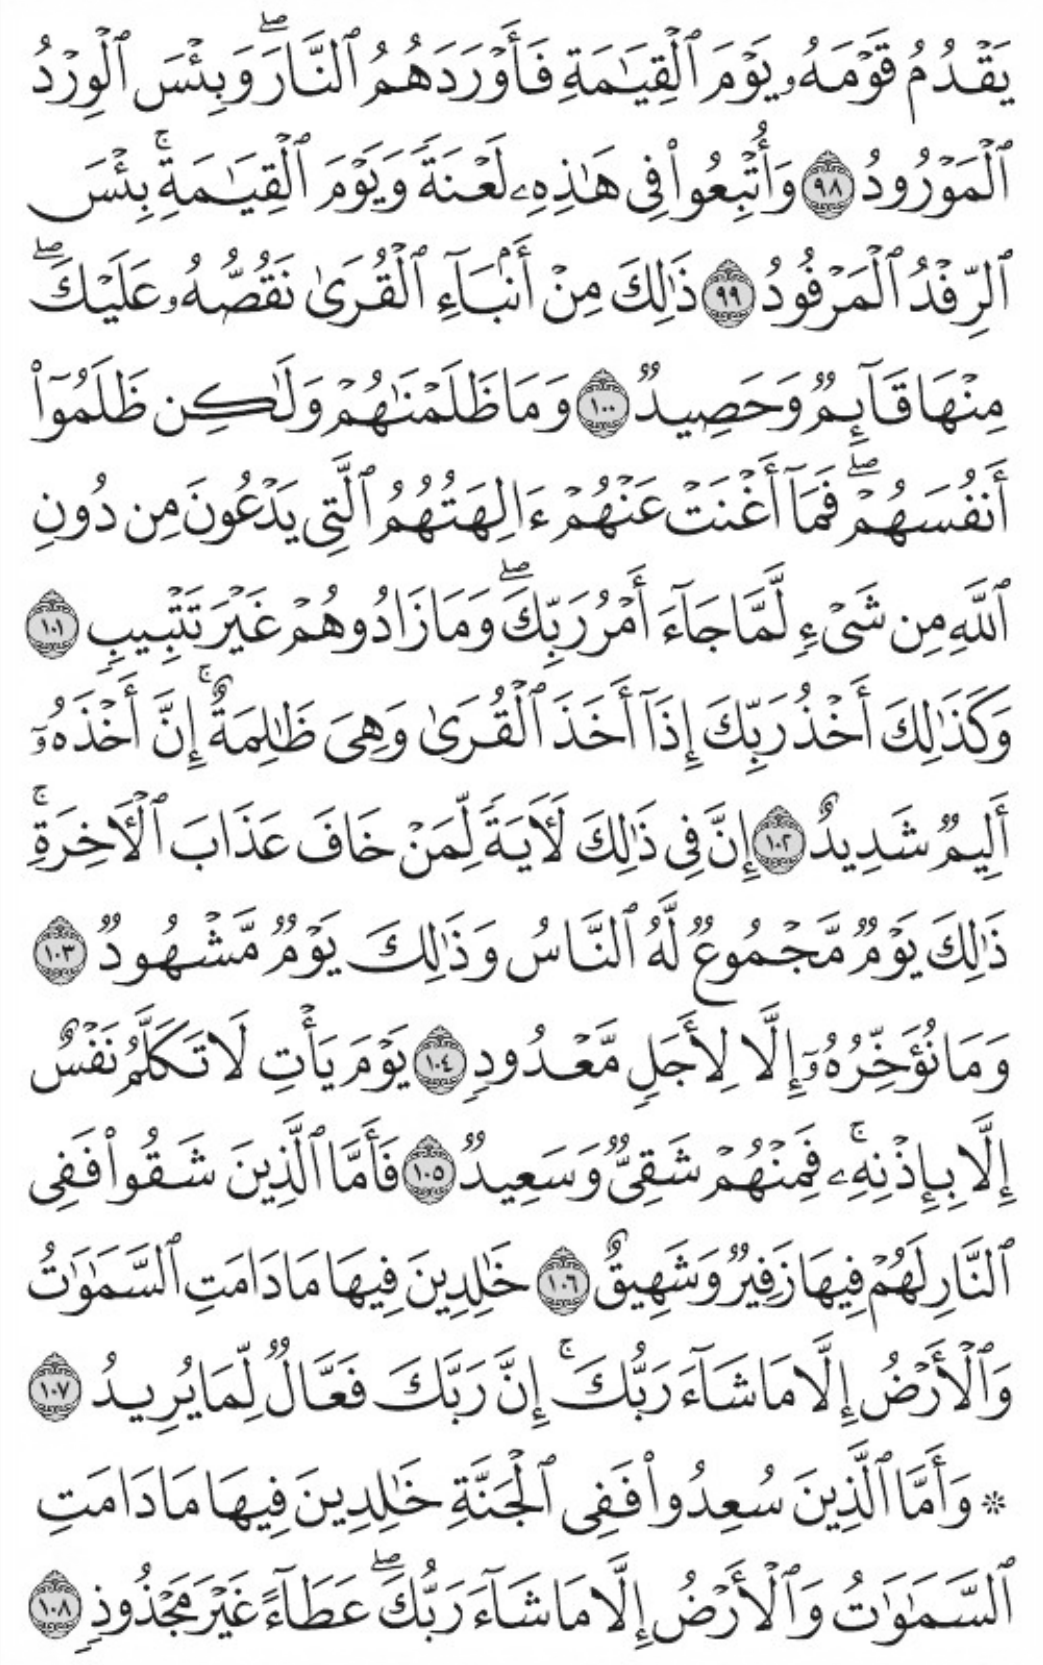 يَقْدُمُ قَوْمَهُۥ يَوْمَ ٱلْقِيَٰمَةِ فَأَوْرَدَهُمُ ٱلنَّارَ ۖ وَبِئْسَ ٱلْوِرْدُ
ٱلْمَوْرُودُ ٩٨ وَأُتْبِعُوا۟ فِى هَٰذِهِۦ لَعْنَةً وَيَوْمَ ٱلْقِيَٰمَةِ ۚ بِئْسَ
ٱلرِّفْدُ ٱلْمَرْفُودُ ٩٩ ذَٰلِكَ مِنْ أَنۢبَآءِ ٱلْقُرَىٰ نَقُصُّهُۥ عَلَيْكَ ۖ
مِنْهَا قَآئِمٌ وَحَصِيدٌ ١٠٠ وَمَا ظَلَمْنَٰهُمْ وَلَٰكِن ظَلَمُوٓا۟
أَنفُسَهُمْ ۖ فَمَآ أَغْنَتْ عَنْهُمْ ءَالِهَتُهُمُ ٱلَّتِى يَدْعُونَ مِن دُونِ
ٱللَّهِ مِن شَىْءٍ لَّمَّا جَآءَ أَمْرُ رَبِّكَ ۖ وَمَا زَادُوهُمْ غَيْرَ تَتْبِيبٍ ١٠١
وَكَذَٰلِكَ أَخْذُ رَبِّكَ إِذَآ أَخَذَ ٱلْقُرَىٰ وَهِىَ ظَٰلِمَةٌ ۚ إِنَّ أَخْذَهُۥٓ
أَلِيمٌ شَدِيدٌ ١٠٢ إِنَّ فِى ذَٰلِكَ لَءَايَةً لِّمَنْ خَافَ عَذَابَ ٱلْءَاخِرَةِ ۚ
ذَٰلِكَ يَوْمٌ مَّجْمُوعٌ لَّهُ ٱلنَّاسُ وَذَٰلِكَ يَوْمٌ مَّشْهُودٌ ١٠٣
وَمَا نُؤَخِّرُهُۥٓ إِلَّا لِأَجَلٍ مَّعْدُودٍ ١٠٤ يَوْمَ يَأْتِ لَا تَكَلَّمُ نَفْسٌ
إِلَّا بِإِذْنِهِۦ ۚ فَمِنْهُمْ شَقِىٌّ وَسَعِيدٌ ١٠٥ فَأَمَّا ٱلَّذِينَ شَقُوا۟ فَفِى
ٱلنَّارِ لَهُمْ فِيهَا زَفِيرٌ وَشَهِيقٌ ١٠٦ خَٰلِدِينَ فِيهَا مَا دَامَتِ ٱلسَّمَٰوَٰتُ
وَٱلْأَرْضُ إِلَّا مَا شَآءَ رَبُّكَ ۚ إِنَّ رَبَّكَ فَعَّالٌ لِّمَا يُرِيدُ ١٠٧
۞ وَأَمَّا ٱلَّذِينَ سُعِدُوا۟ فَفِى ٱلْجَنَّةِ خَٰلِدِينَ فِيهَا مَا دَامَتِ
ٱلسَّمَٰوَٰتُ وَٱلْأَرْضُ إِلَّا مَا شَآءَ رَبُّكَ ۖ عَطَآءً غَيْرَ مَجْذُوذٍ ١٠٨